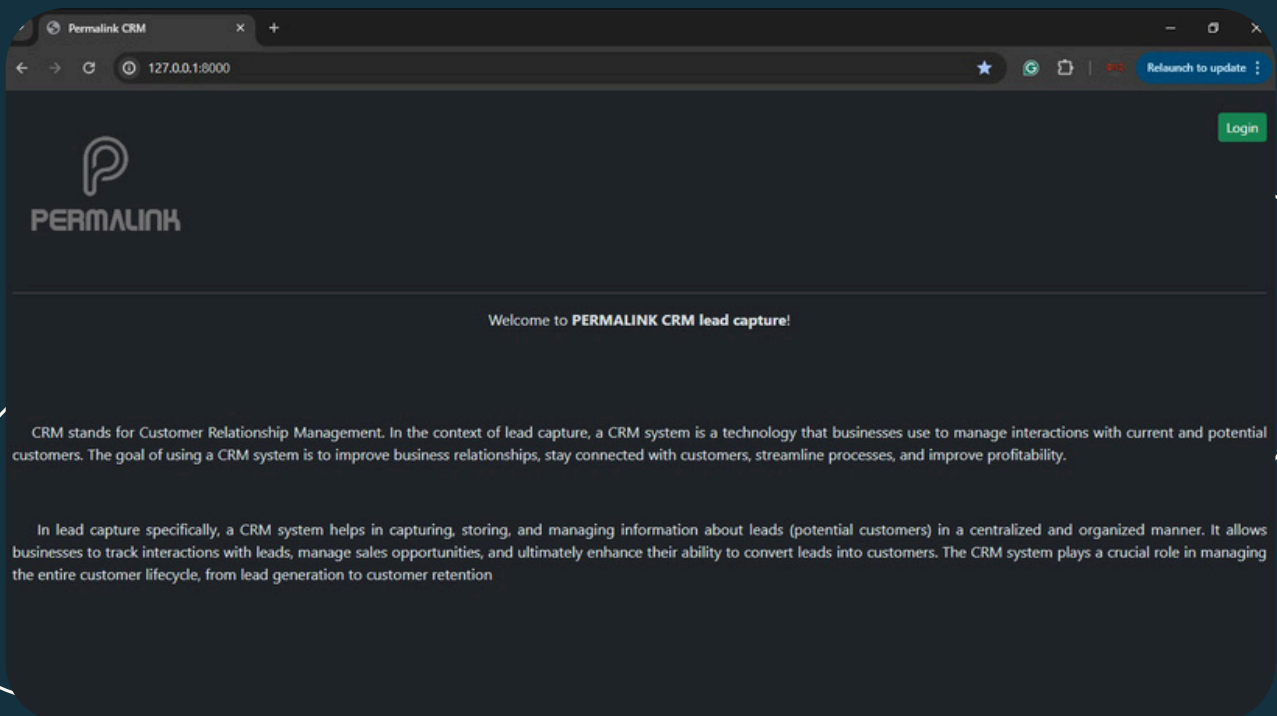 Permalink CRM
127.0.0.1:8000
Relaunch to update
Login
PERMALINK
Welcome to PERMALINK CRM lead capture!
CRM stands for Customer Relationship Management. In the context of lead capture, a CRM system is a technology that businesses use to manage interactions with current and potential
customers. The goal of using a CRM system is to improve business relationships, stay connected with customers, streamline processes, and improve profitability.
In lead capture specifically, a CRM system helps in capturing, storing, and managing information about leads (potential customers) in a centralized and organized manner. It allows
businesses to track interactions with leads, manage sales opportunities, and ultimately enhance their ability to convert leads into customers. The CRM system plays a crucial role in managing
the entire customer lifecycle, from lead generation to customer retention